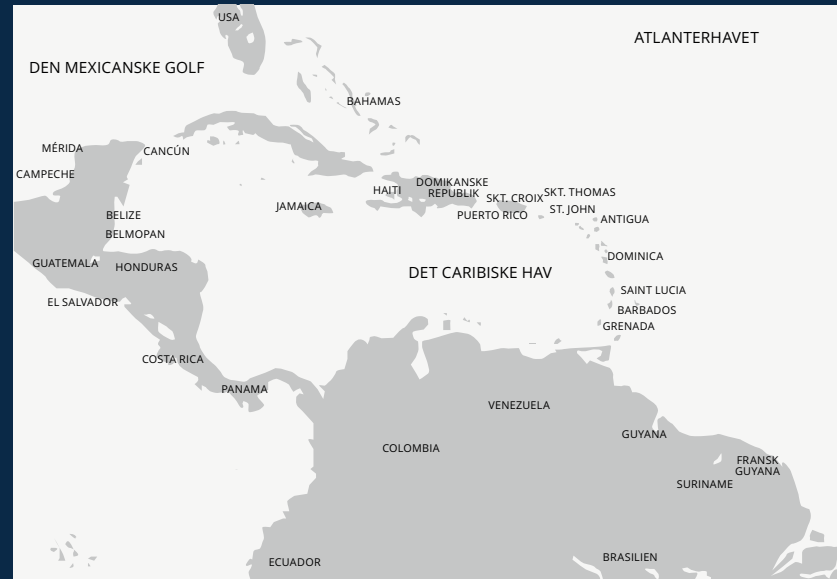 USA
ATLANTERHAVET
DEN MEXICANSKE GOLF
BAHAMAS
MÉRIDA
CANCÚN
CAMPECHE
HAITI
DOMIKANSKE
REPUBLIK
SKT. CROIX
SKT. THOMAS
JAMAICA
PUERTO RICO
ST. JOHN
ANTIGUA
BELIZE
BELMOPAN
DOMINICA
GUATEMALA
HONDURAS
DET CARIBISKE HAV
SAINT LUCIA
EL SALVADOR
BARBADOS
GRENADA
COSTA RICA
PANAMA
VENEZUELA
GUYANA
COLOMBIA
FRANSK
GUYANA
SURINAME
ECUADOR
BRASILIEN